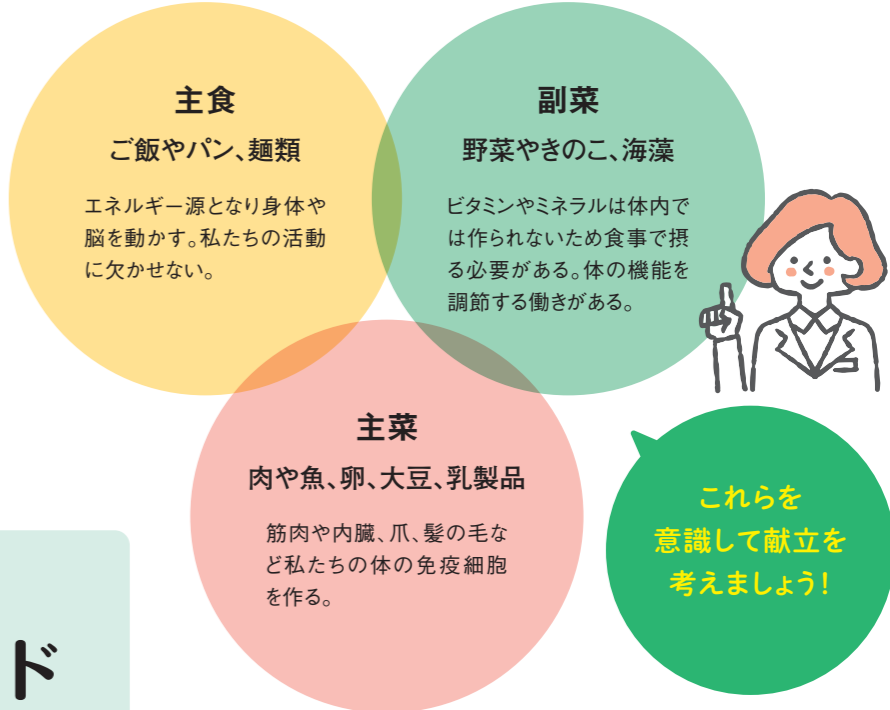 主食
ご飯やパン、麺類
エネルギー源となり身体や
脳を動かす。私たちの活動
に欠かせない。
副菜
野菜やきのこ、海藻
ビタミンやミネラルは体内で
は作られないため食事で摂
る必要がある。体の機能を
調節する働きがある。
主菜
肉や魚、卵、大豆、乳製品
筋肉や内臓、爪、髪の毛な
ど私たちの体の免疫細胞
を作る。
これらを
意識して献立を
考えましょう!
ド